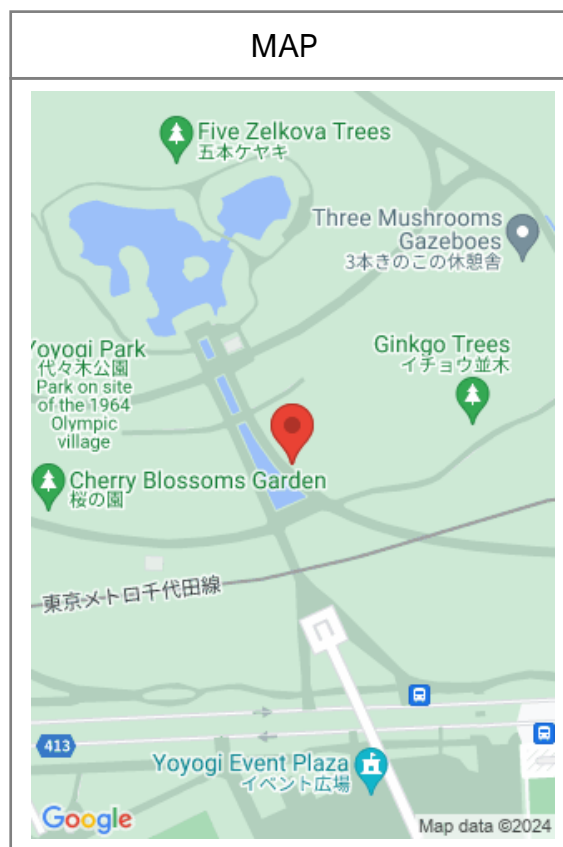 MAP
Five Zelkova Trees
五本ケヤキ
Three Mushrooms
Gazeboes
3本きのこの休憩舎
Yoyogi Park
代々木公園
Park on site
of the 1964
Olympic
village
Ginkgo Trees
イチョウ並木
Cherry Blossoms Garden
桜の園
東京メトロ千代田線
413
Yoyogi Event Plaza
イベント広場
Google
Map data ©2024